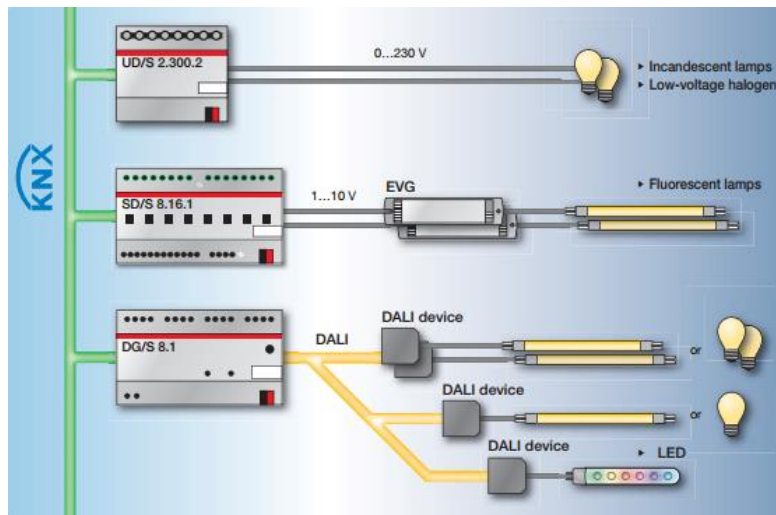 UD/S 2.300.2
0...230 V
▸ Incandescent lamps
▸ Low-voltage halogen
KNX
SD/S 8.16.1
1...10 V
EVG
▸ Fluorescent lamps
DG/S 8.1
DALI
DALI device
or
DALI device
or
DALI device
▸ LED